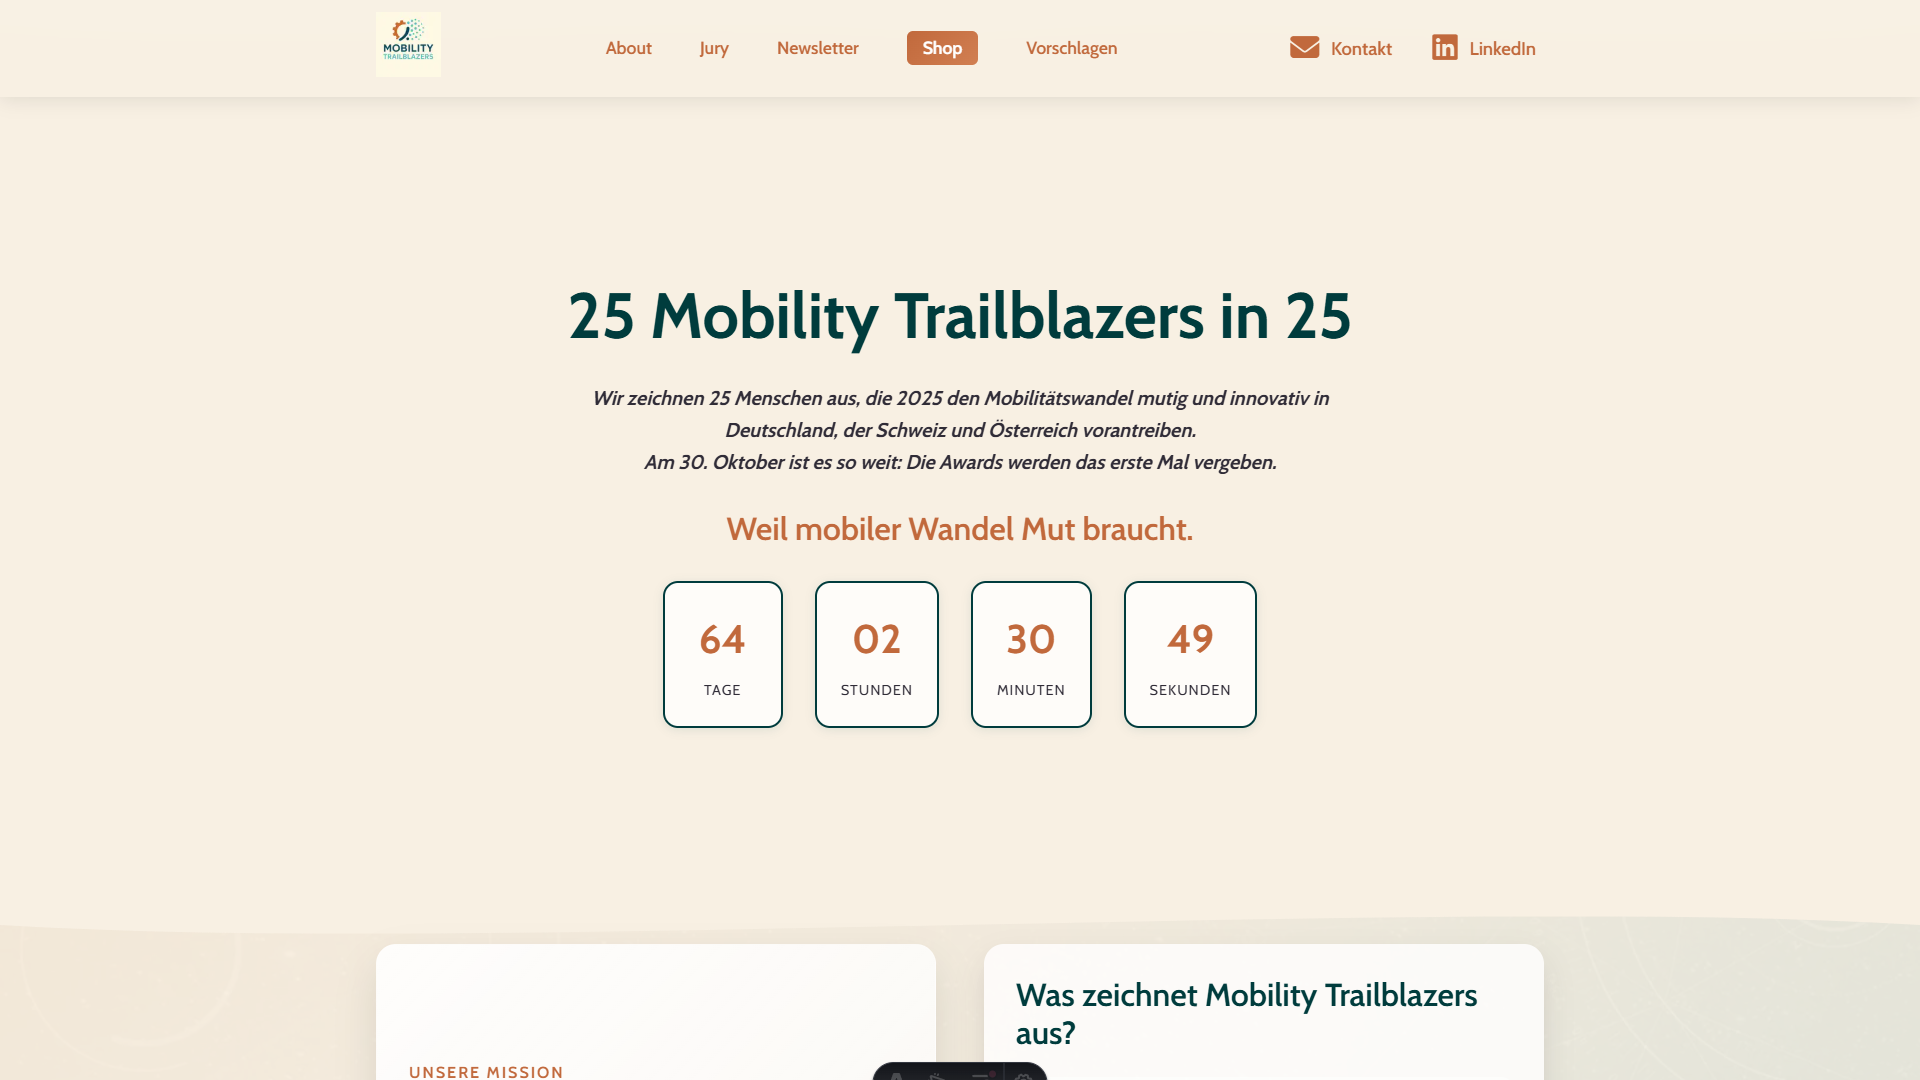 MOBILITY
TRAILBLAZERS
About
Jury
Newsletter
Shop
Vorschlagen
Kontakt
LinkedIn
25 Mobility Trailblazers in 25
Wir zeichnen 25 Menschen aus, die 2025 den Mobilitätswandel mutig und innovativ in
Deutschland, der Schweiz und Österreich vorantreiben.
Am 30. Oktober ist es so weit: Die Awards werden das erste Mal vergeben.
Weil mobiler Wandel Mut braucht.
64
TAGE
02
STUNDEN
30
MINUTEN
49
SEKUNDEN
UNSERE MISSION
Was zeichnet Mobility Trailblazers
aus?